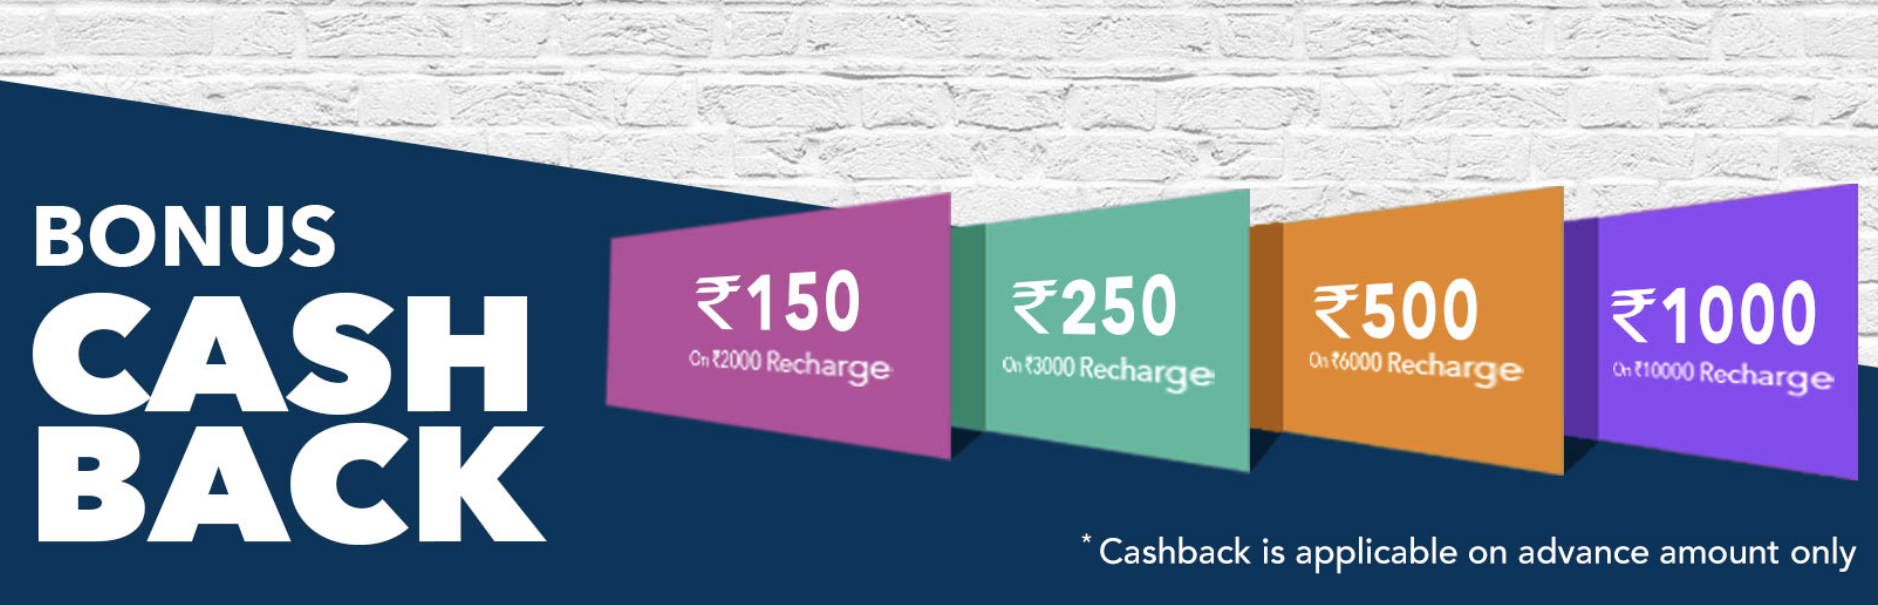 BONUS
CASH
BACK
₹150
On ₹2000 Recharge
₹250
On ₹3000 Recharge
₹500
On ₹6000 Recharge
₹1000
On ₹10000 Recharge
* Cashback is applicable on advance amount only